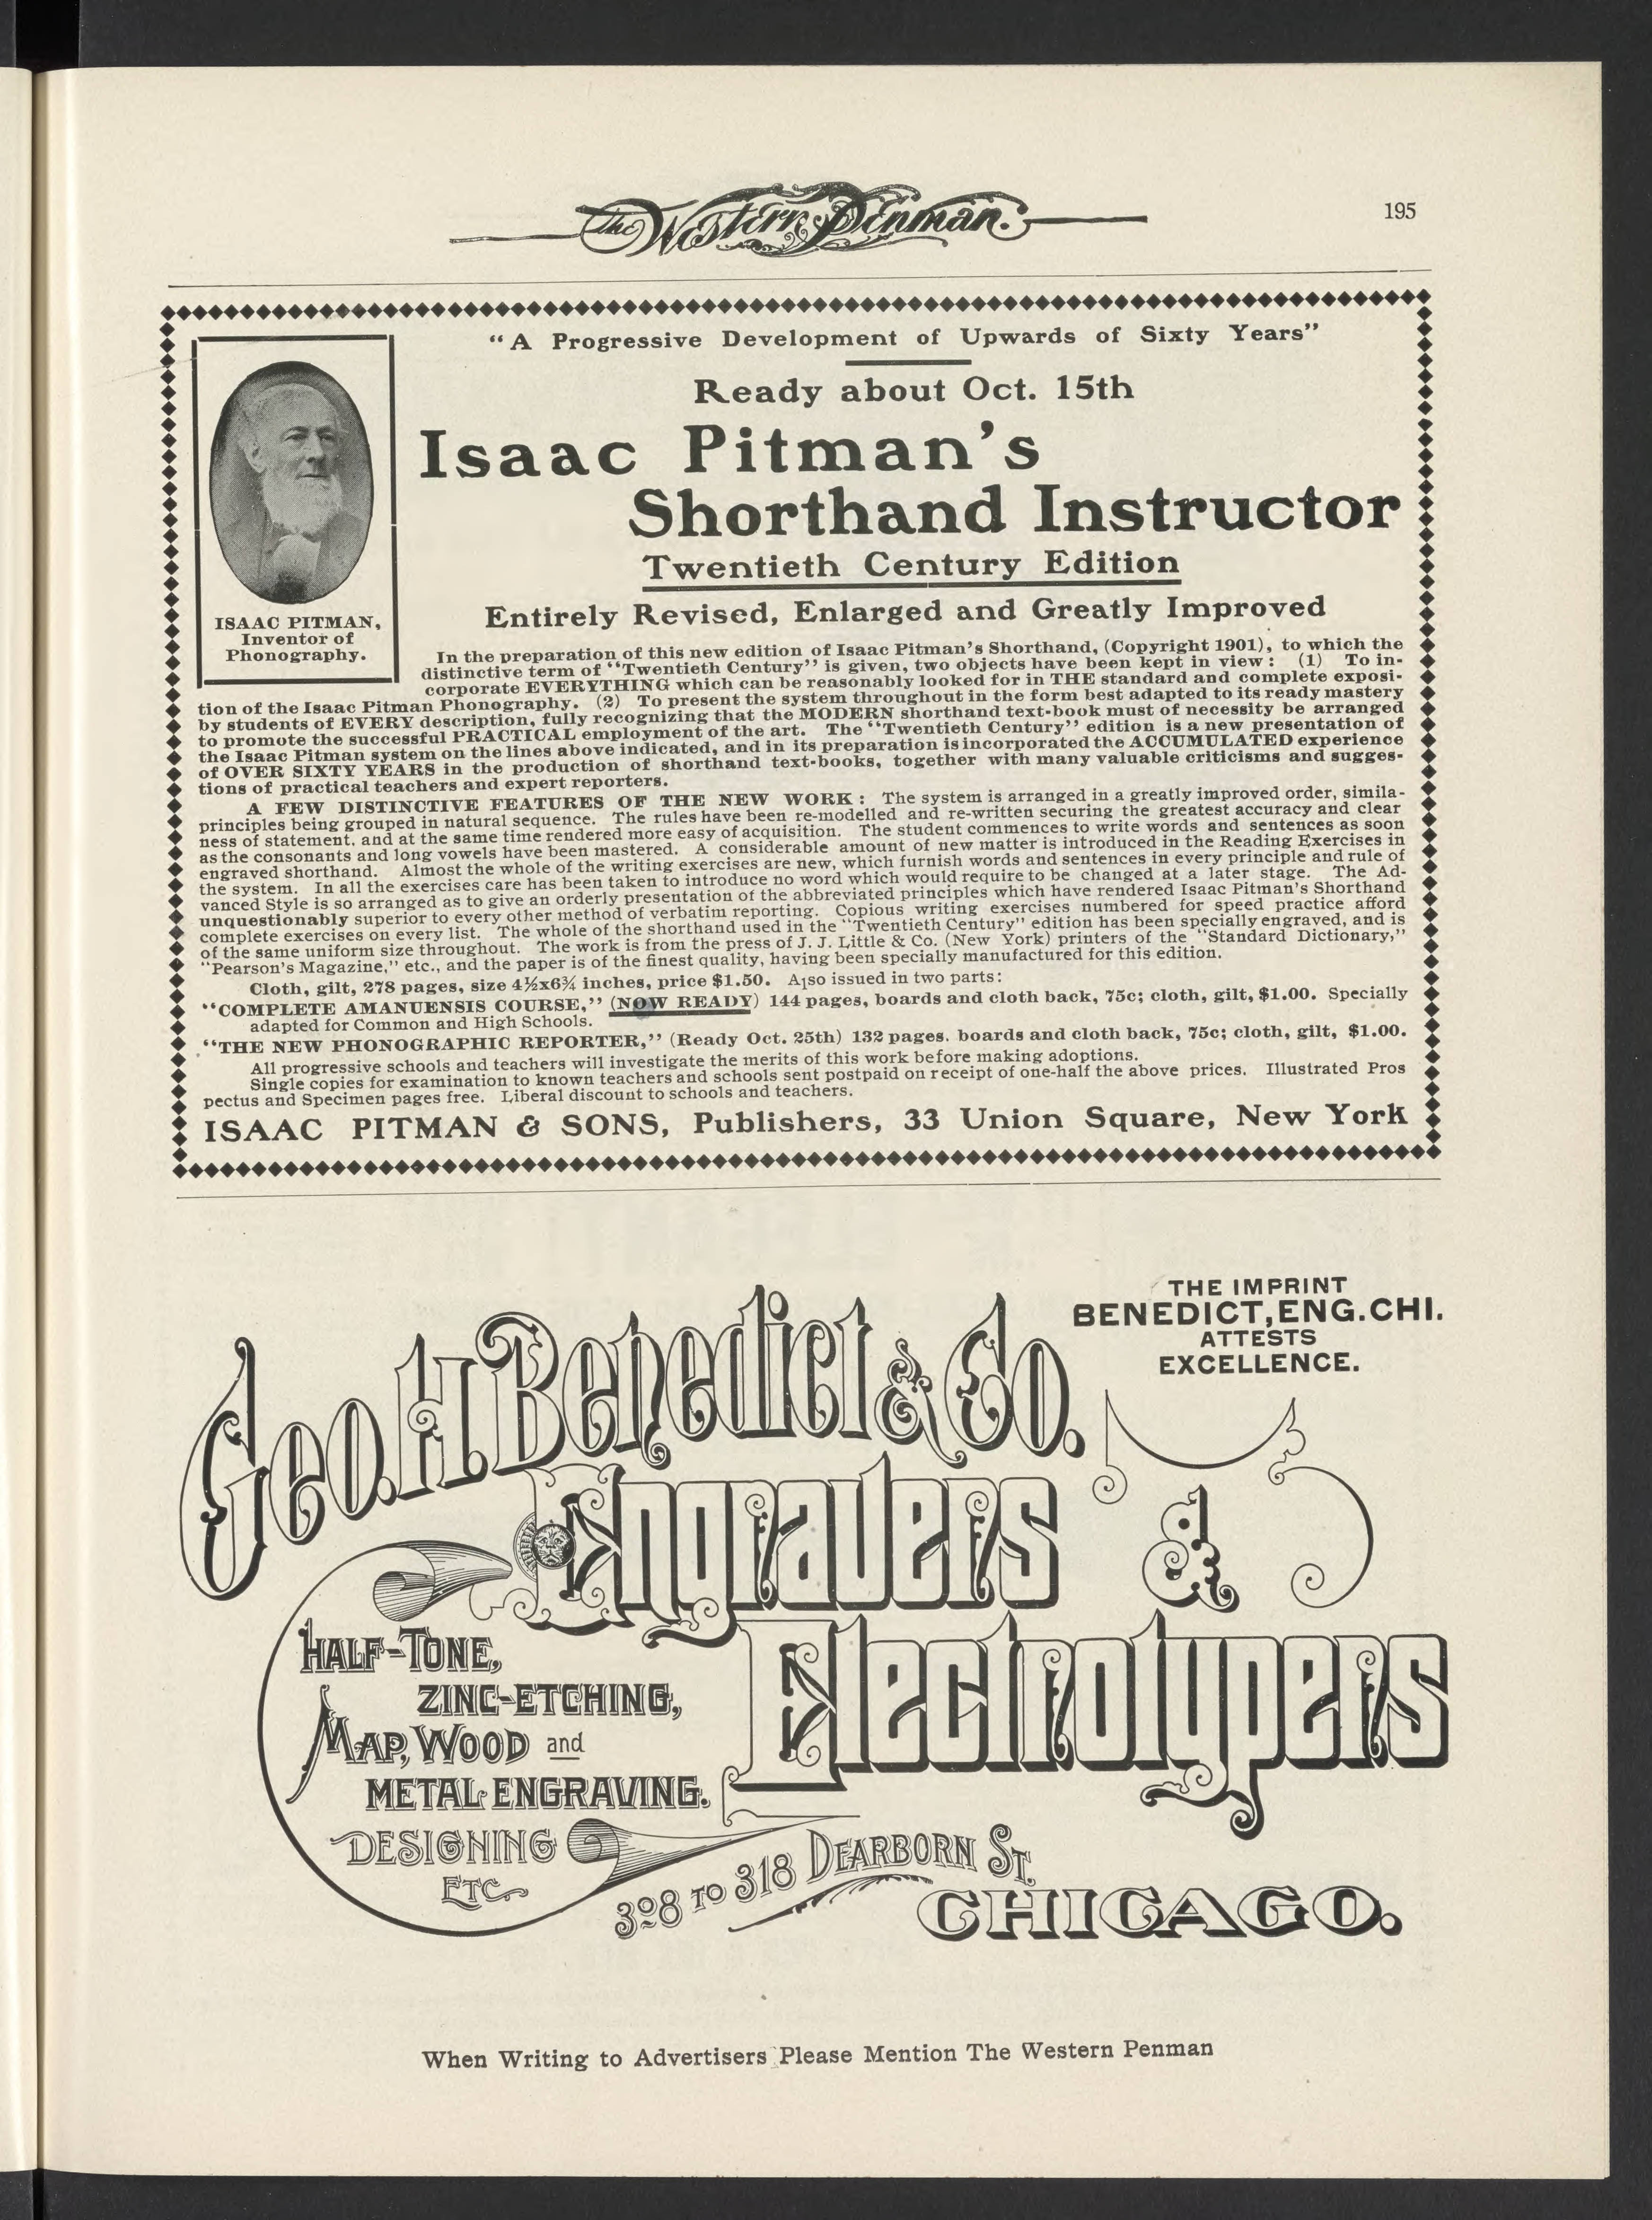 The Western Penman.
195
"A Progressive Development of Upwards of Sixty Years"
Ready about Oct. 15th
Isaac Pitman's
Shorthand Instructor
Twentieth Century Edition
Entirely Revised, Enlarged and Greatly Improved
ISAAC PITMAN,
Inventor of
Phonography.
In the preparation of this new edition of Isaac Pitman's Shorthand, (Copyright 1901), to which the
distinctive term of "Twentieth Century" is given, two objects have been kept in view: (1) To in-
corporate EVERYTHING which can be reasonably looked for in THE standard and complete exposi-
tion of the Isaac Pitman Phonography. (2) To present the system throughout in the form best adapted to its ready mastery
by students of EVERY description, fully recognizing that the MODERN shorthand text-book must of necessity be arranged
to promote the successful PRACTICAL employment of the art. The "Twentieth Century" edition is a new presentation of
the Isaac Pitman system on the lines above indicated, and in its preparation is incorporated the ACCUMULATED experience
of OVER SIXTY YEARS in the production of shorthand text-books, together with many valuable criticisms and sugges-
tions of practical teachers and expert reporters.
A FEW DISTINCTIVE FEATURES OF THE NEW WORK: The system is arranged in a greatly improved order, simila-
principles being grouped in natural sequence. The rules have been re-modelled and re-written securing the greatest accuracy and clear
ness of statement, and at the same time rendered more easy of acquisition. The student commences to write words and sentences as soon
as the consonants and long vowels have been mastered. A considerable amount of new matter is introduced in the Reading Exercises in
engraved shorthand. Almost the whole of the writing exercises are new, which furnish words and sentences in every principle and rule of
the system. In all the exercises care has been taken to introduce no word which would require to be changed at a later stage. The Ad-
vanced Style is so arranged as to give an orderly presentation of the abbreviated principles which have rendered Isaac Pitman's Shorthand
unquestionably superior to every other method of verbatim reporting. Copious writing exercises numbered for speed practice afford
complete exercises on every list. The whole of the shorthand used in the "Twentieth Century" edition has been specially engraved, and is
of the same uniform size throughout. The work is from the press of J. J. Little & Co. (New York) printers of the "Standard Dictionary,"
"Pearson's Magazine," etc., and the paper is of the finest quality, having been specially manufactured for this edition.
Cloth, gilt, 278 pages, size 4½x6¾ inches, price $1.50. Also issued in two parts:
"COMPLETE AMANUENSIS COURSE," (NOW READY) 144 pages, boards and cloth back, 75c; cloth, gilt, $1.00. Specially
adapted for Common and High Schools.
"THE NEW PHONOGRAPHIC REPORTER," (Ready Oct. 25th) 132 pages. boards and cloth back, 75c; cloth, gilt, $1.00.
All progressive schools and teachers will investigate the merits of this work before making adoptions.
Single copies for examination to known teachers and schools sent postpaid on receipt of one-half the above prices. Illustrated Pros
pectus and Specimen pages free. Liberal discount to schools and teachers.
ISAAC PITMAN & SONS, Publishers, 33 Union Square, New York
THE IMPRINT
BENEDICT, ENG. CHI.
ATTESTS
EXCELLENCE.
Geo. H. Benedict & Co.
Engravers &
Electrotypers
HALF-TONE,
ZINC-ETCHING,
MAP, WOOD and
METAL ENGRAVING.
DESIGNING
ETC.
308 TO 318 DEARBORN ST.
CHICAGO.
When Writing to Advertisers Please Mention The Western Penman